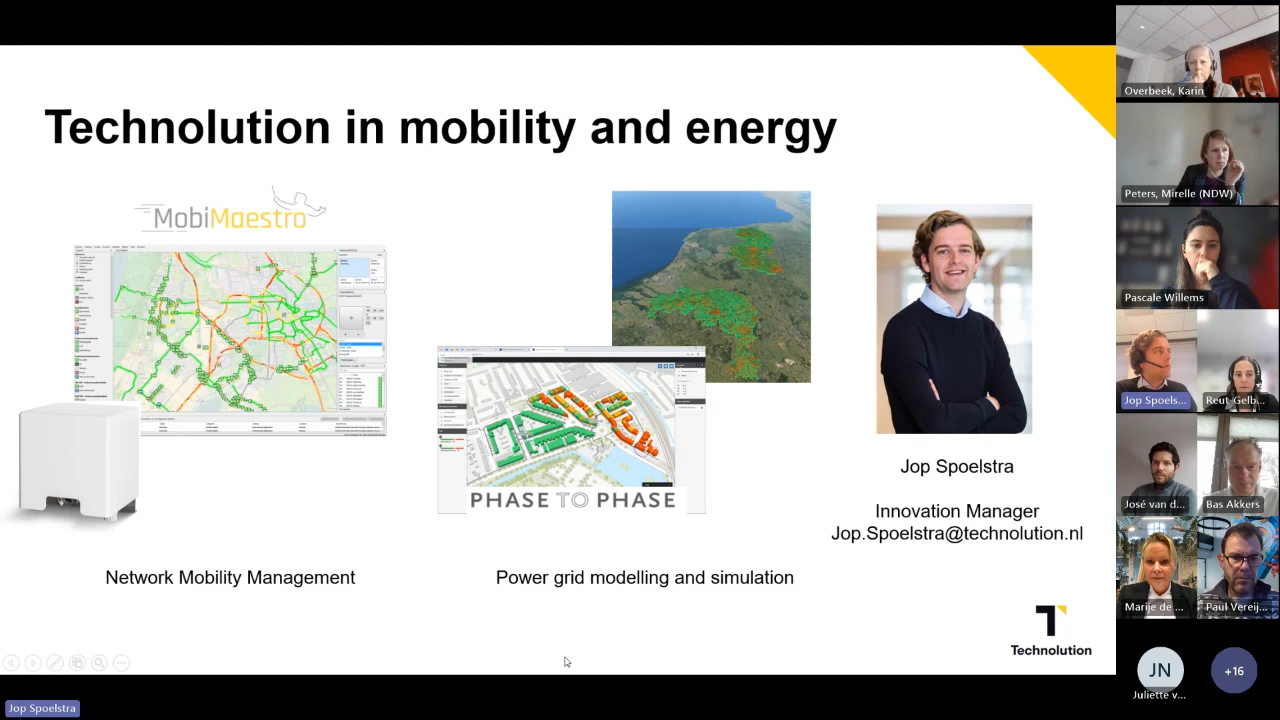 Technolution in mobility and energy
MobiMaestro
PHASE TO PHASE
Network Mobility Management
Power grid modelling and simulation
Jop Spoelstra
Innovation Manager
Jop.Spoelstra@technolution.nl
Technolution
Jop Spoelstra
Overbeek, Karin
Peters, Mirelle (NDW)
Pascale Willems
Jop Spoels...
Reut Gelb...
José van d...
Bas Akkers
Marije de ...
Paul Vereij...
JN
Juliette v...
+16